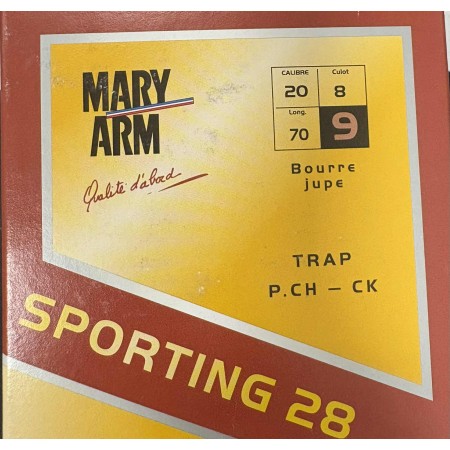 MARY
ARM
Qualité d'abord
CALIBRE Culot
20 8
Long.
70 9
Bourre
jupe
TRAP
P.CH – CK
SPORTING 28